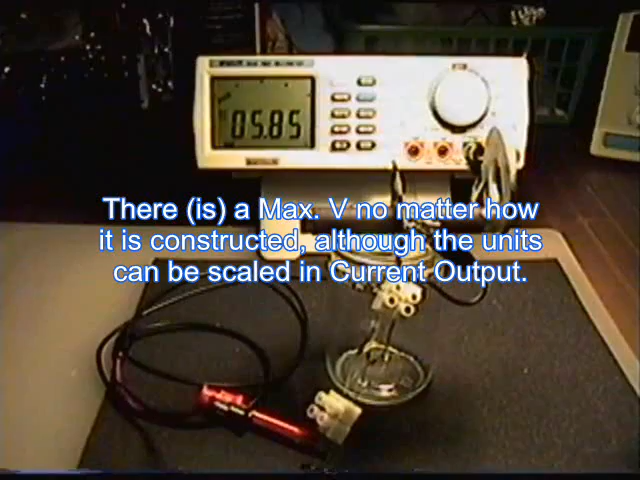 05.85
There (is) a Max. V no matter how
it is constructed, although the units
can be scaled in Current Output.